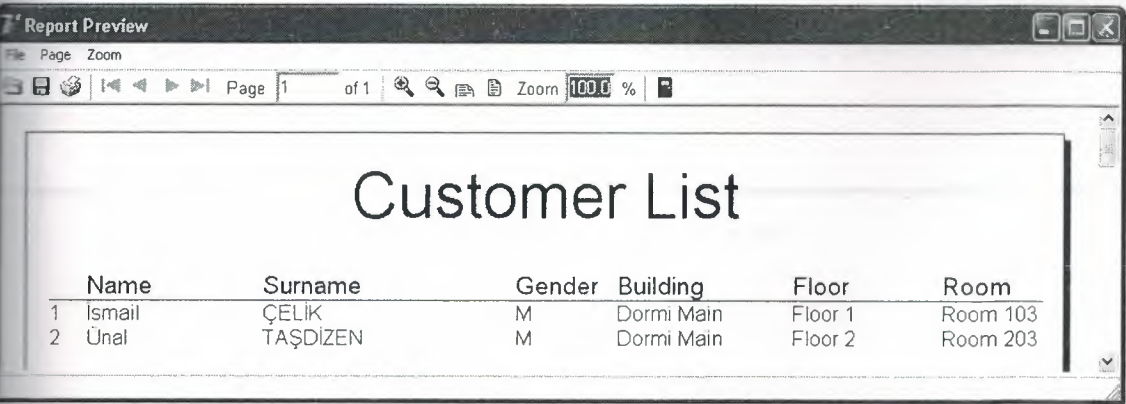 Report Preview
File Page Zoom
Page 1 of 1 Zoom 100.0 %
Customer List
Name Surname Gender Building Floor Room
1 İsmail ÇELİK M Dormi Main Floor 1 Room 103
2 Ünal TAŞDİZEN M Dormi Main Floor 2 Room 203